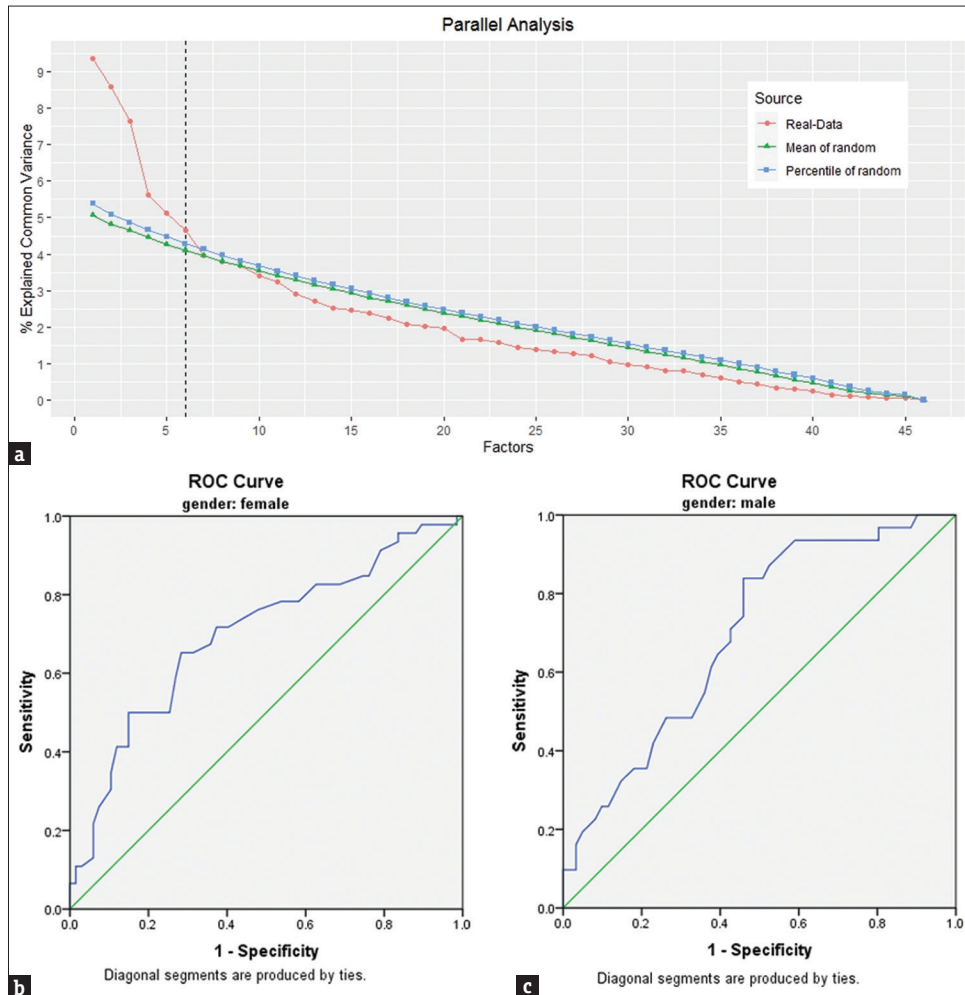 Parallel Analysis
% Explained Common Variance
9
8
7
6
5
4
3
2
1
0
Source
Real-Data
Mean of random
Percentile of random
0 5 10 15 20 25 30 35 40 45
Factors
a
ROC Curve
gender: female
Sensitivity
1.0
0.8
0.6
0.4
0.2
0.0
0.0 0.2 0.4 0.6 0.8 1.0
1 - Specificity
Diagonal segments are produced by ties.
b
ROC Curve
gender: male
Sensitivity
1.0
0.8
0.6
0.4
0.2
0.0
0.0 0.2 0.4 0.6 0.8 1.0
1 - Specificity
Diagonal segments are produced by ties.
c